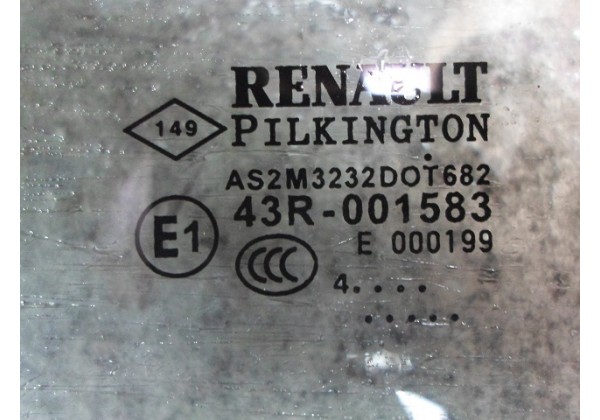 RENAULT
149
PILKINGTON
AS2M3232DOT682
E1
43R-001583
E 000199
CCC
4....
.....